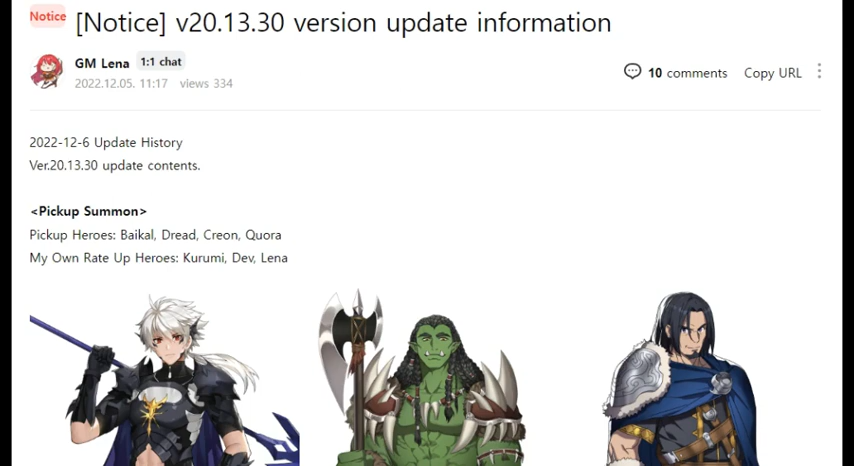 Notice
[Notice] v20.13.30 version update information
GM Lena 1:1 chat
2022.12.05. 11:17 views 334
10 comments Copy URL
2022-12-6 Update History
Ver.20.13.30 update contents.
<Pickup Summon>
Pickup Heroes: Baikal, Dread, Creon, Quora
My Own Rate Up Heroes: Kurumi, Dev, Lena